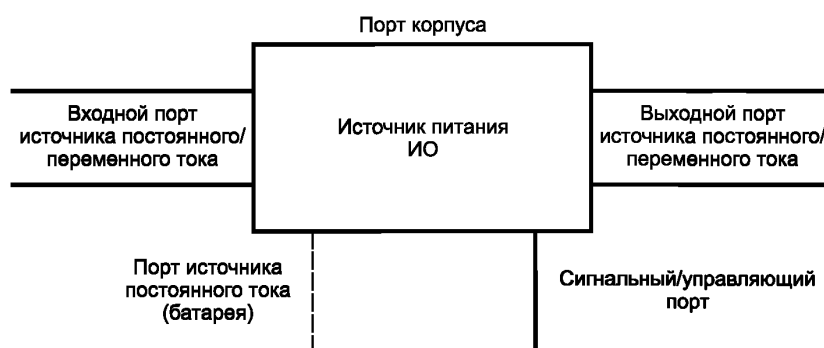 Порт корпуса
Входной порт
источника постоянного/
переменного тока
Источник питания
ИО
Выходной порт
источника постоянного/
переменного тока
Порт источника
постоянного тока
(батарея)
Сигнальный/управляющий
порт